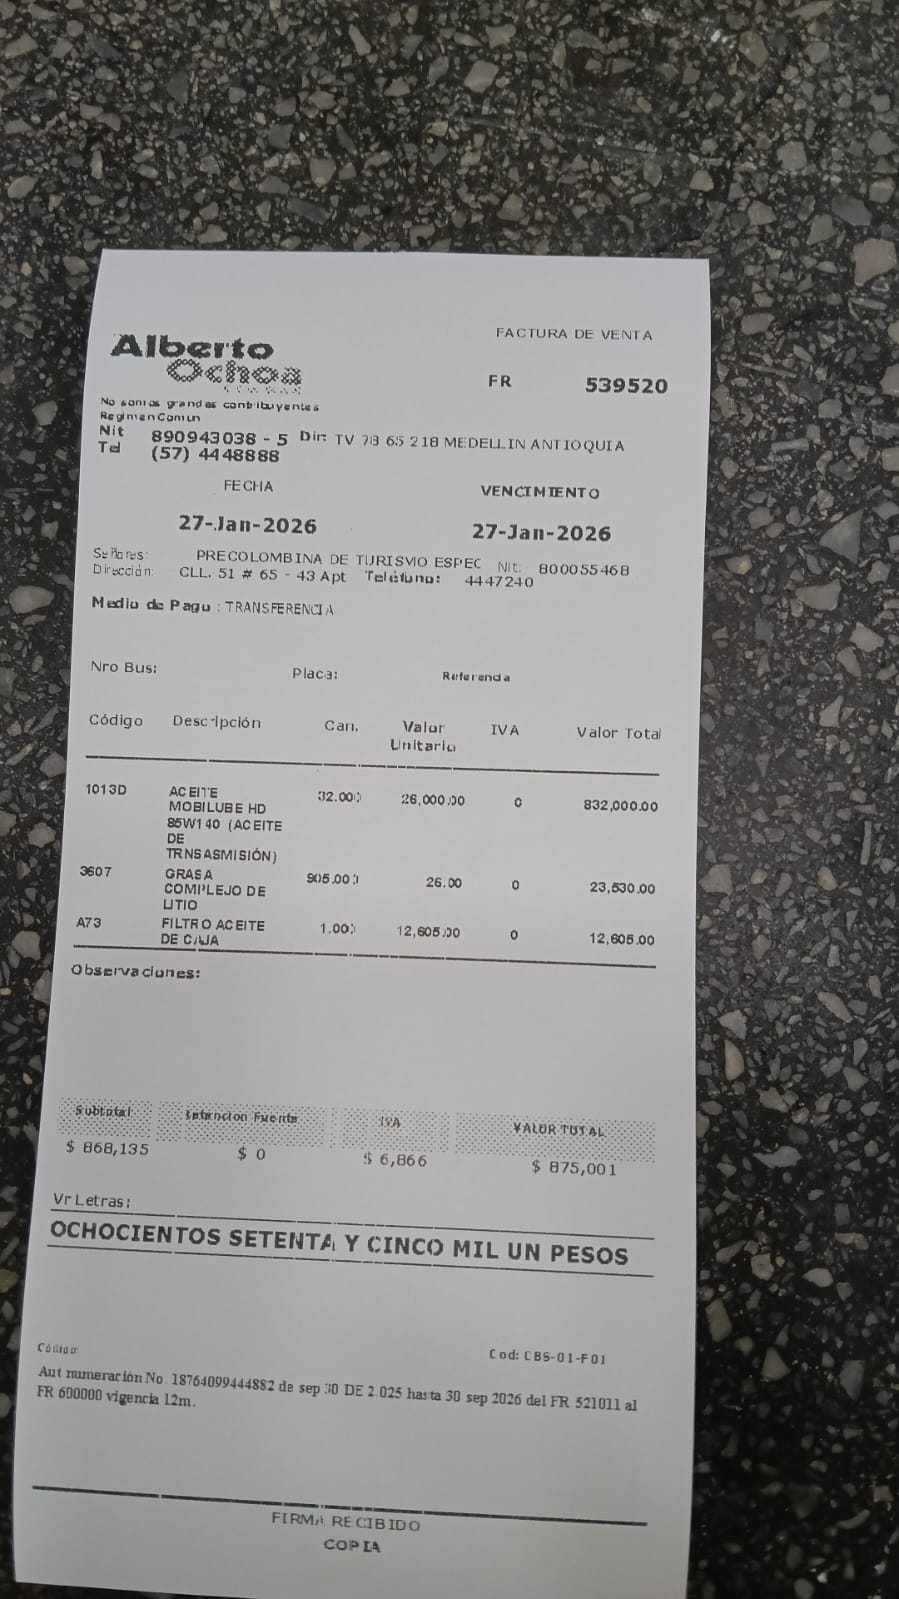 FACTURA DE VENTA
Alberto
Ochoa
FR 539520
No somos grandes contribuyentes
Regimen Comun
Nit 890943038 - 5 Dir: TV 78 65 218 MEDELLIN ANTIOQUIA
Tel (57) 4448888
FECHA VENCIMIENTO
27-Jan-2026 27-Jan-2026
Señores: PRECOLOMBINA DE TURISMO ESPEC Nit: 800055468
Dirección: CLL. 51 # 65 - 43 Apt Teléfono: 4447240
Medio de Pago : TRANSFERENCIA
Nro Bus: Placa: Referencia
Código Descripción Can. Valor IVA Valor Total
Unitario
1013D ACEITE 32.00 26,000.00 0 832,000.00
MOBILUBE HD
85W140 (ACEITE
DE
TRNSASMISIÓN)
3607 GRASA 905.00 26.00 0 23,530.00
COMPLEJO DE
LITIO
A73 FILTRO ACEITE 1.00 12,605.00 0 12,605.00
DE CAJA
Observaciones:
Subtotal Retencion Fuente IVA VALOR TOTAL
$ 868,135 $ 0 $ 6,866 $ 875,001
Vr Letras:
OCHOCIENTOS SETENTA Y CINCO MIL UN PESOS
Código: Cod: CBS-01-F01
Aut numeración No. 18764099444882 de sep 30 DE 2.025 hasta 30 sep 2026 del FR 521011 al
FR 600000 vigencia 12m.
FIRMA RECIBIDO
COPIA